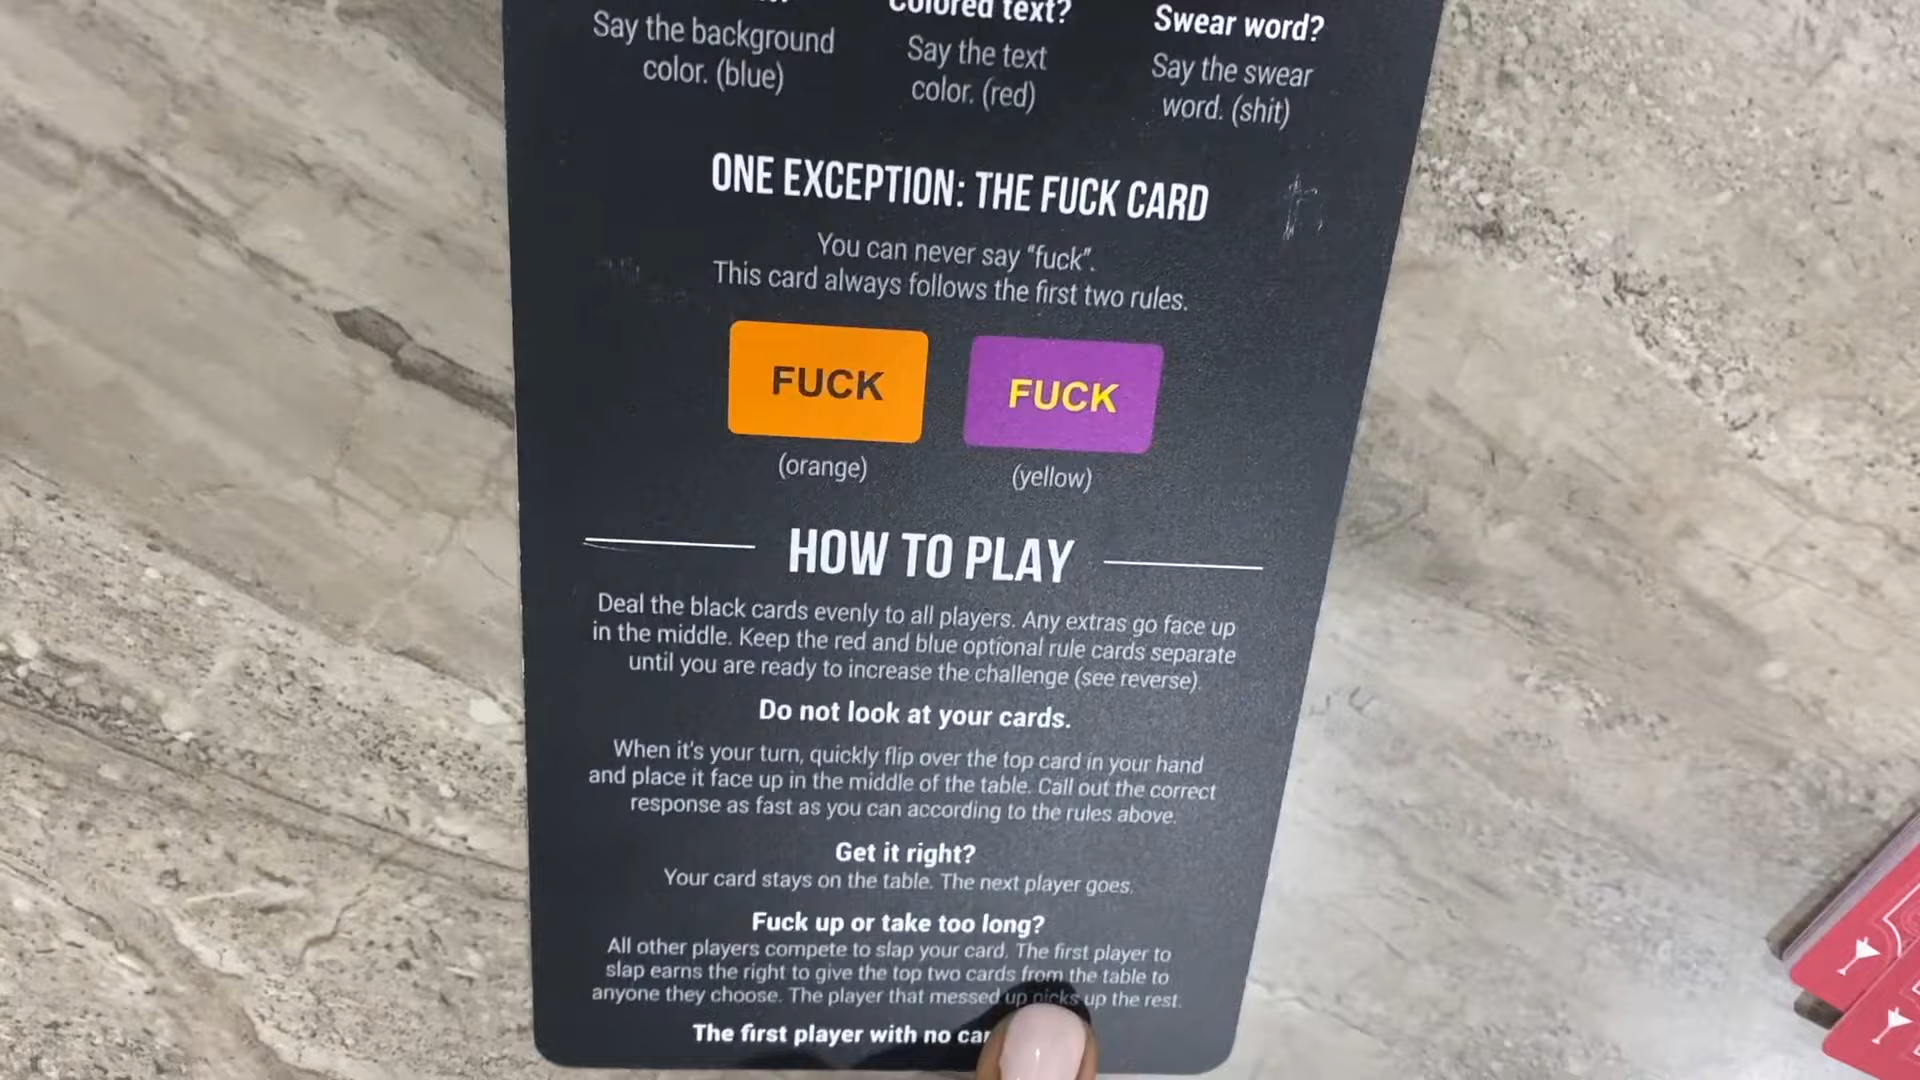 Colored text?
Swear word?
Say the background
color. (blue)
Say the text
color. (red)
Say the swear
word. (shit)
ONE EXCEPTION: THE FUCK CARD
You can never say “fuck”.
This card always follows the first two rules.
FUCK
FUCK
(orange)
(yellow)
HOW TO PLAY
Deal the black cards evenly to all players. Any extras go face up
in the middle. Keep the red and blue optional rule cards separate
until you are ready to increase the challenge (see reverse).
Do not look at your cards.
When it's your turn, quickly flip over the top card in your hand
and place it face up in the middle of the table. Call out the correct
response as fast as you can according to the rules above.
Get it right?
Your card stays on the table. The next player goes.
Fuck up or take too long?
All other players compete to slap your card. The first player to
slap earns the right to give the top two cards from the table to
anyone they choose. The player that messed up picks up the rest.
The first player with no